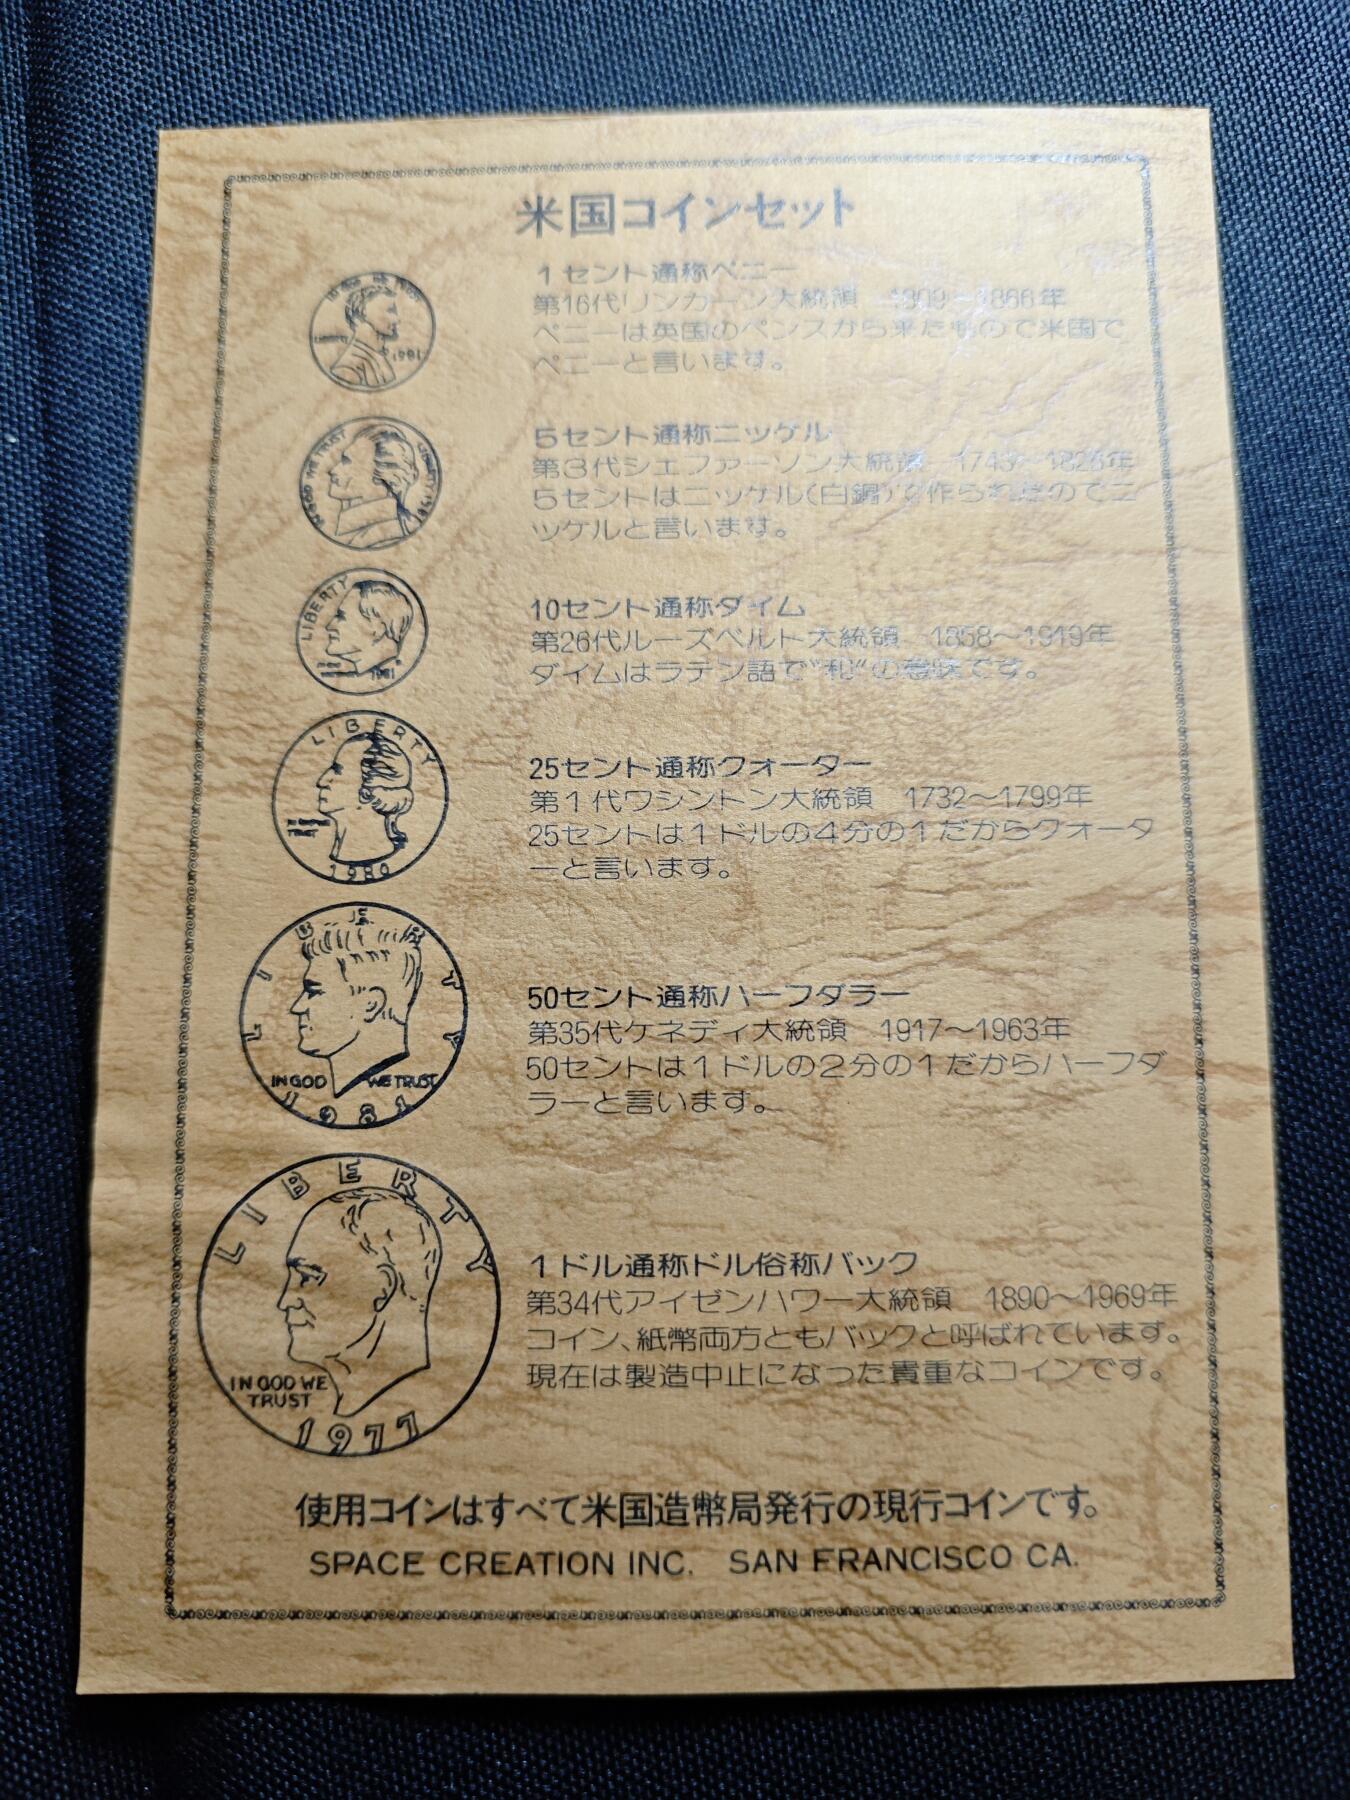 米国コインセット
1セント通称ペニー
第16代リンカーン大統領 1809～1866年
ペニーは英国のペンスから来たもので米国で
ペニーと言います。
5セント通称ニッケル
第3代シェファーソン大統領 1743～1826年
5セントはニッケル(白銅)で作られたのでニ
ッケルと言います。
LIBERTY
1981
10セント通称ダイム
第26代ルーズベルト大統領 1858～1919年
ダイムはラテン語で の意味です。
LIBERTY
1980
25セント通称クォーター
第1代ワシントン大統領 1732～1799年
25セントは1ドルの4分の1だからクォータ
ーと言います。
LIBERTY
IN GOD WE TRUST
1981
50セント通称ハーフダラー
第35代ケネディ大統領 1917～1963年
50セントは1ドルの2分の1だからハーフダ
ラーと言います。
LIBERTY
IN GOD WE
TRUST
1977
1ドル通称ドル俗称バック
第34代アイゼンハワー大統領 1890～1969年
コイン、紙幣両方ともバックと呼ばれています。
現在は製造中止になった貴重なコインです。
使用コインはすべて米国造幣局発行の現行コインです。
SPACE CREATION INC. SAN FRANCISCO CA.